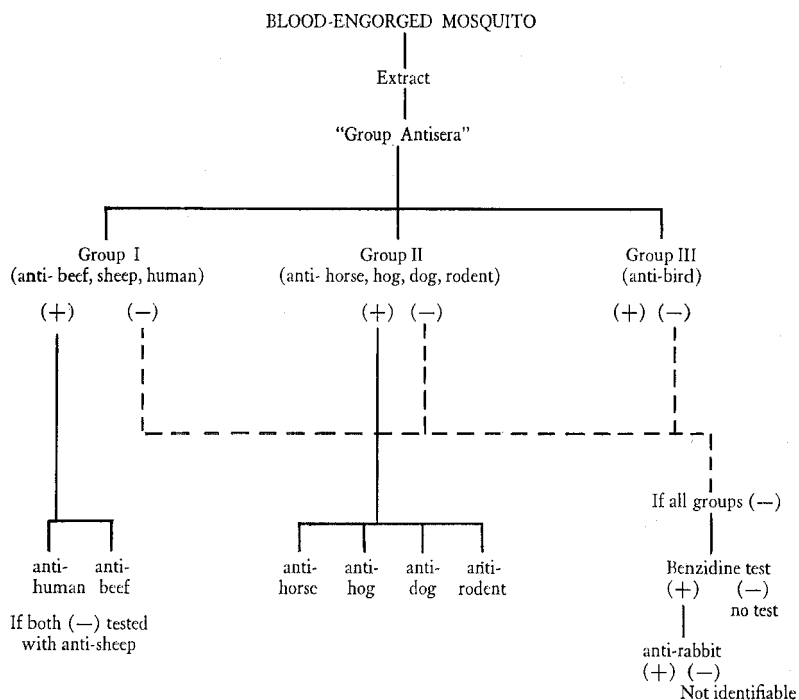 BLOOD-ENGORGED MOSQUITO
Extract
"Group Antisera"
Group I
(anti- beef, sheep, human)
(+) (−)
Group II
(anti- horse, hog, dog, rodent)
(+) (−)
Group III
(anti-bird)
(+) (−)
If all groups (−)
anti-
human
anti-
beef
If both (−) tested
with anti-sheep
anti-
horse
anti-
hog
anti-
dog
anti-
rodent
Benzidine test
(+) (−)
no test
anti-rabbit
(+) (−)
Not identifiable